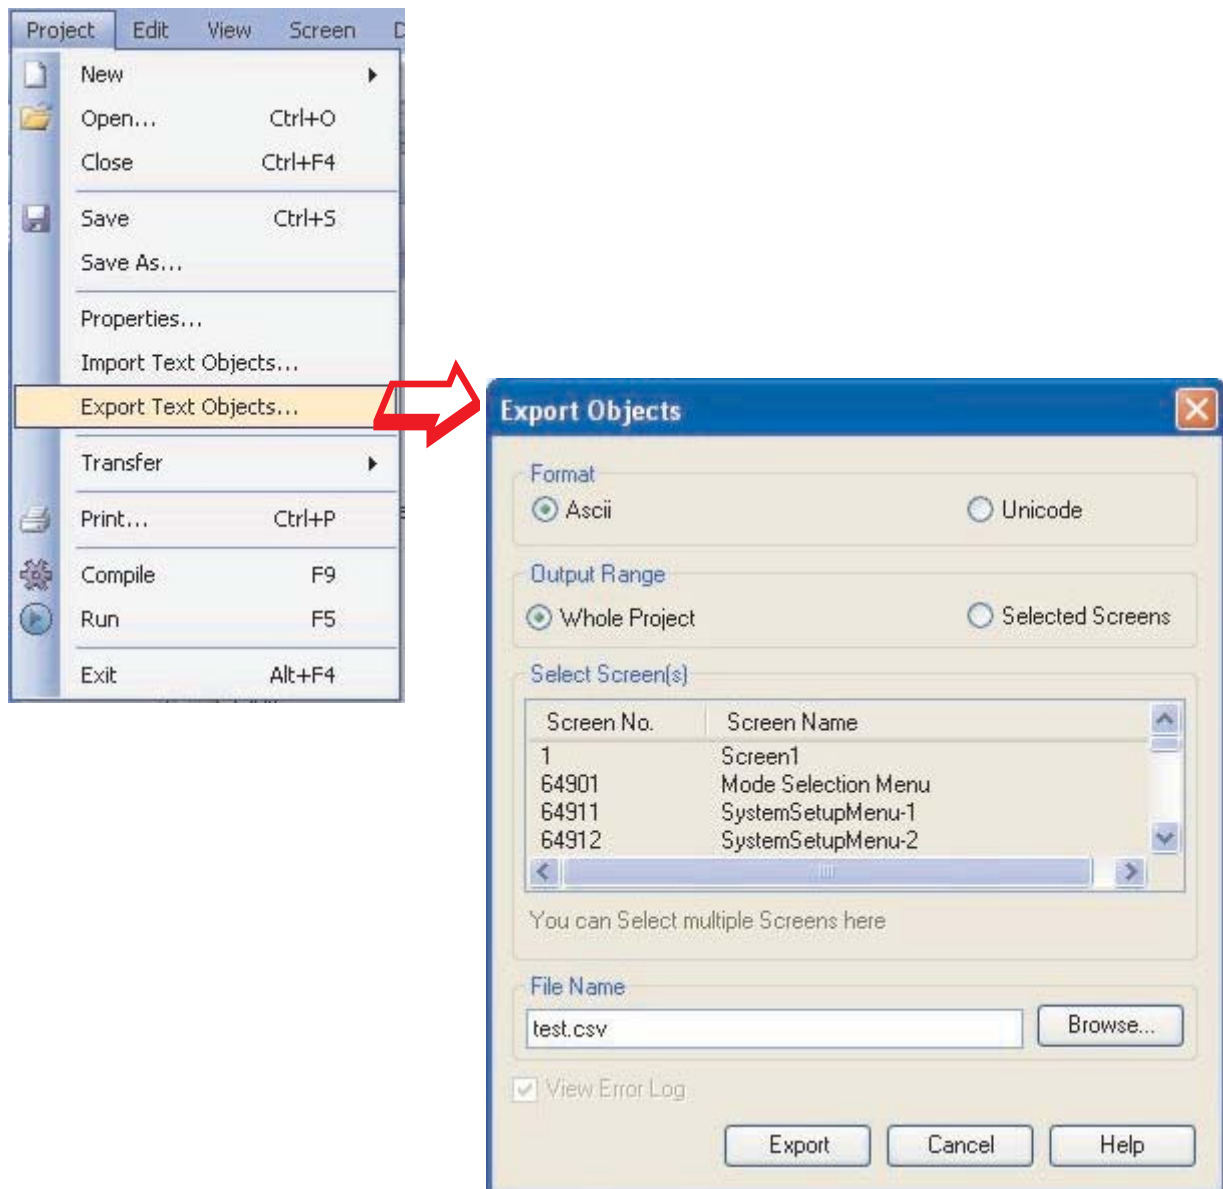 Project Edit View Screen D
New
Open... Ctrl+O
Close Ctrl+F4
Save Ctrl+S
Save As...
Properties...
Import Text Objects...
Export Text Objects...
Transfer
Print... Ctrl+P
Compile F9
Run F5
Exit Alt+F4
Export Objects
Format
Ascii Unicode
Output Range
Whole Project Selected Screens
Select Screen(s)
Screen No. Screen Name
1 Screen1
64901 Mode Selection Menu
64911 SystemSetupMenu-1
64912 SystemSetupMenu-2
You can Select multiple Screens here
File Name
test.csv Browse...
View Error Log
Export Cancel Help